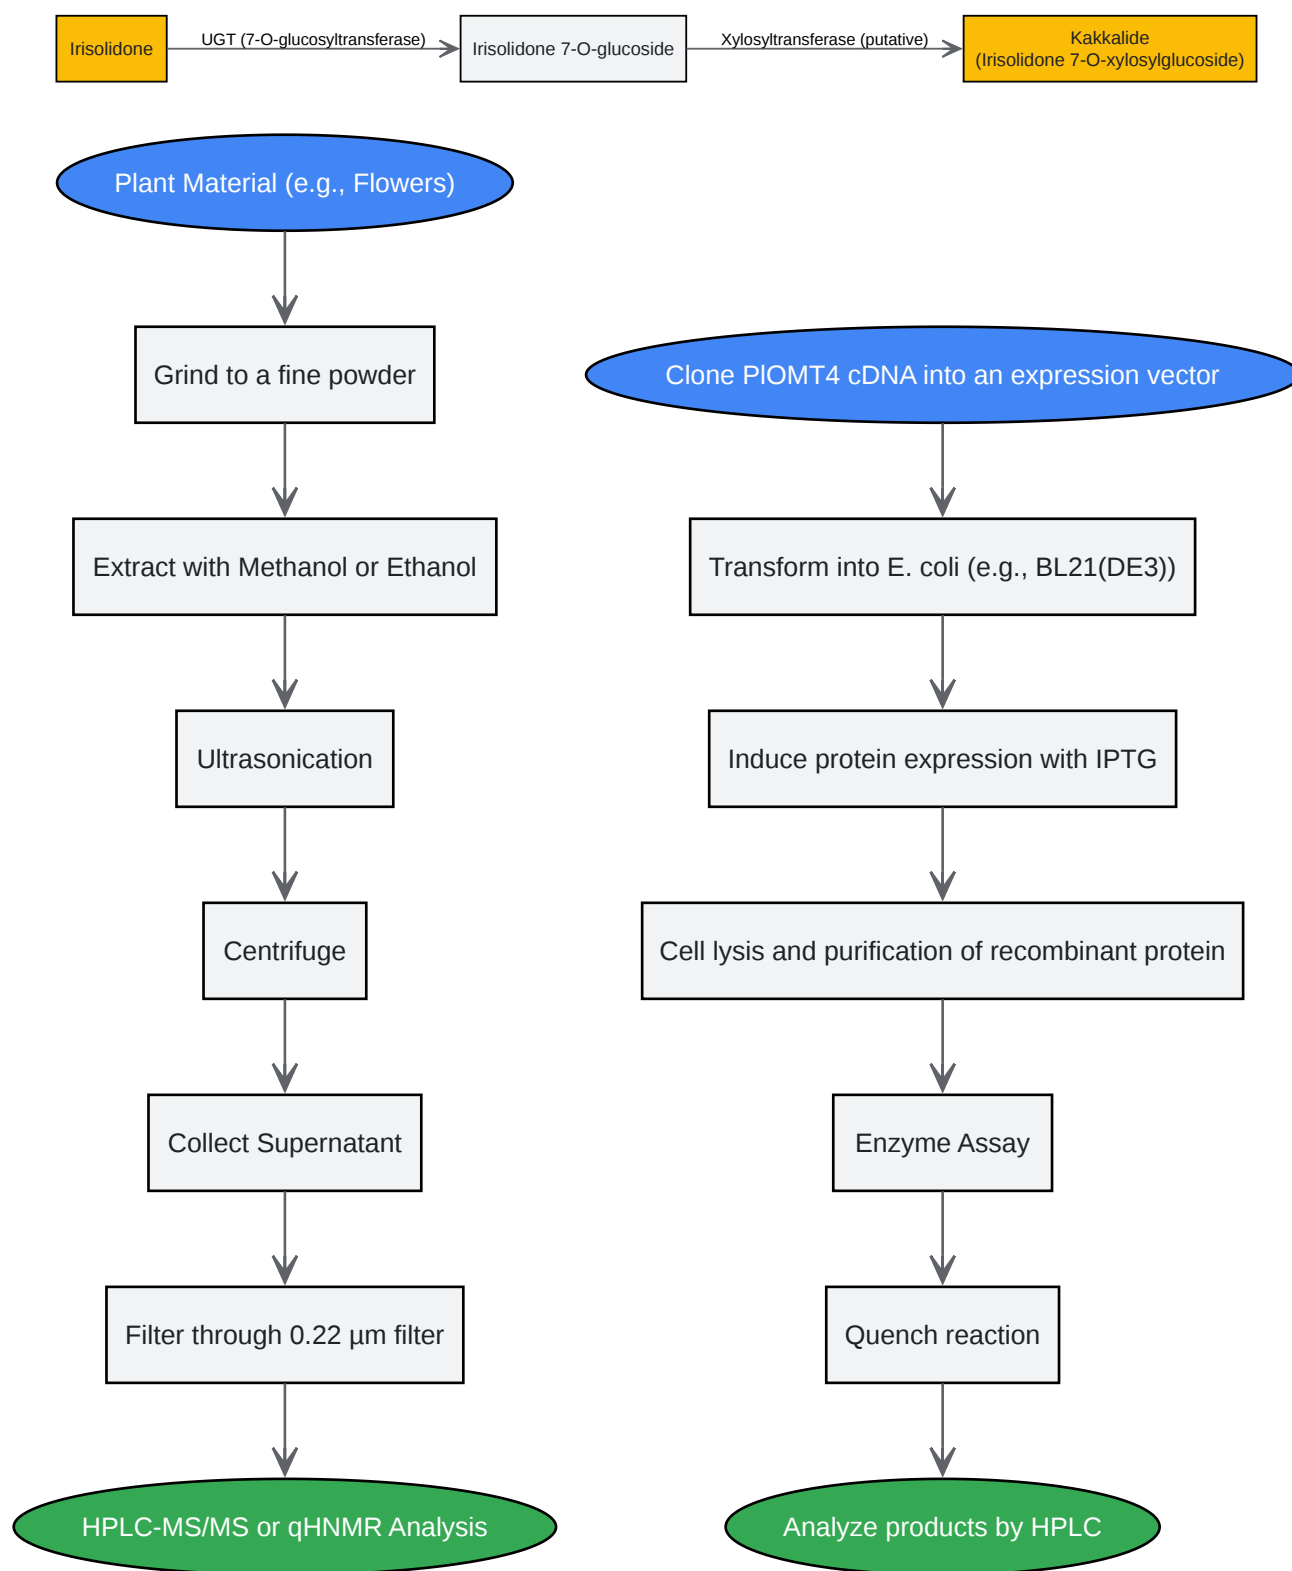 Irisolidone
UGT (7-O-glucosyltransferase)
Irisolidone 7-O-glucoside
Xylosyltransferase (putative)
Kakkalide
(Irisolidone 7-O-xylosylglucoside)
Plant Material (e.g., Flowers)
Grind to a fine powder
Extract with Methanol or Ethanol
Ultrasonication
Centrifuge
Collect Supernatant
Filter through 0.22 µm filter
HPLC-MS/MS or qHNMR Analysis
Clone PlOMT4 cDNA into an expression vector
Transform into E. coli (e.g., BL21(DE3))
Induce protein expression with IPTG
Cell lysis and purification of recombinant protein
Enzyme Assay
Quench reaction
Analyze products by HPLC